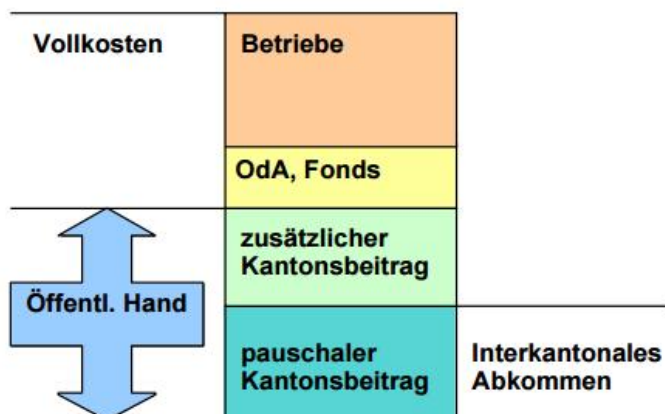 Vollkosten
Betriebe
OdA, Fonds
zusätzlicher
Kantonsbeitrag
Öffentl. Hand
pauschaler
Kantonsbeitrag
Interkantonales
Abkommen